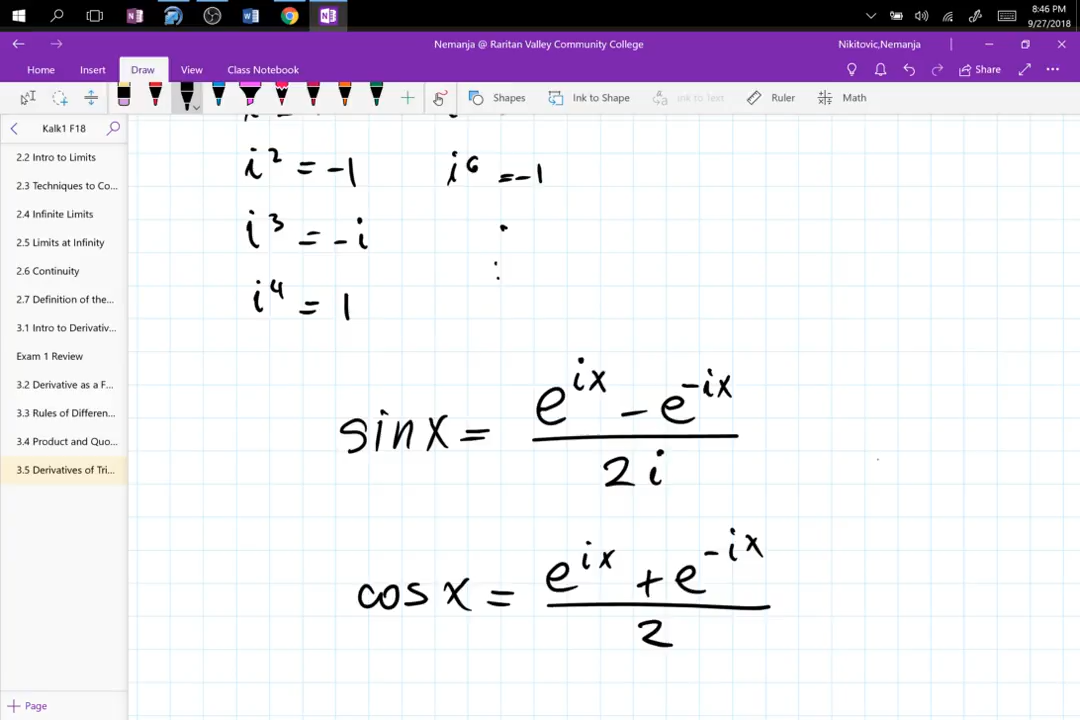 8:46 PM
9/27/2018
Nemanja @ Raritan Valley Community College
Nikitovic,Nemanja
Home Insert Draw View Class Notebook
Share
Shapes Ink to Shape Ink to Text Ruler Math
Kalk1 F18
2.2 Intro to Limits
2.3 Techniques to Co...
2.4 Infinite Limits
2.5 Limits at Infinity
2.6 Continuity
2.7 Definition of the...
3.1 Intro to Derivativ...
Exam 1 Review
3.2 Derivative as a F...
3.3 Rules of Differen...
3.4 Product and Quo...
3.5 Derivatives of Tri...
+ Page
i² = -1 i⁶ = -1
i³ = -i
i⁴ = 1
sin x = (e^{ix} - e^{-ix}) / 2i
cos x = (e^{ix} + e^{-ix}) / 2